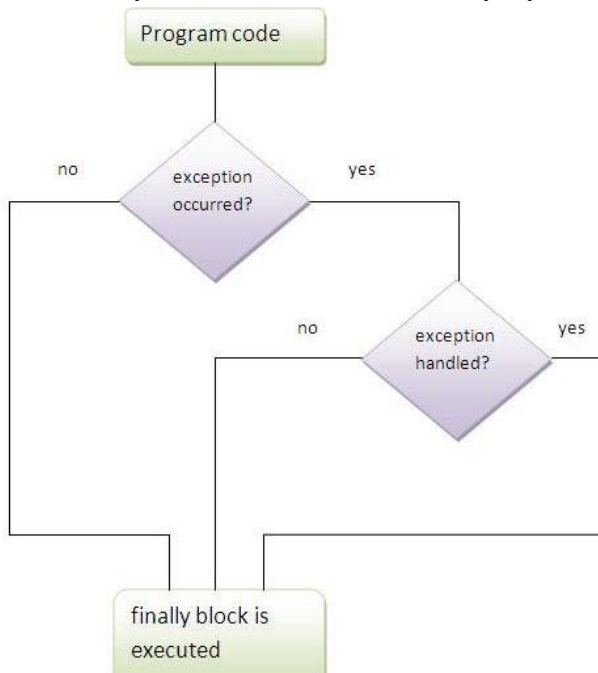 Program code
no
exception
occurred?
yes
no
exception
handled?
yes
finally block is
executed